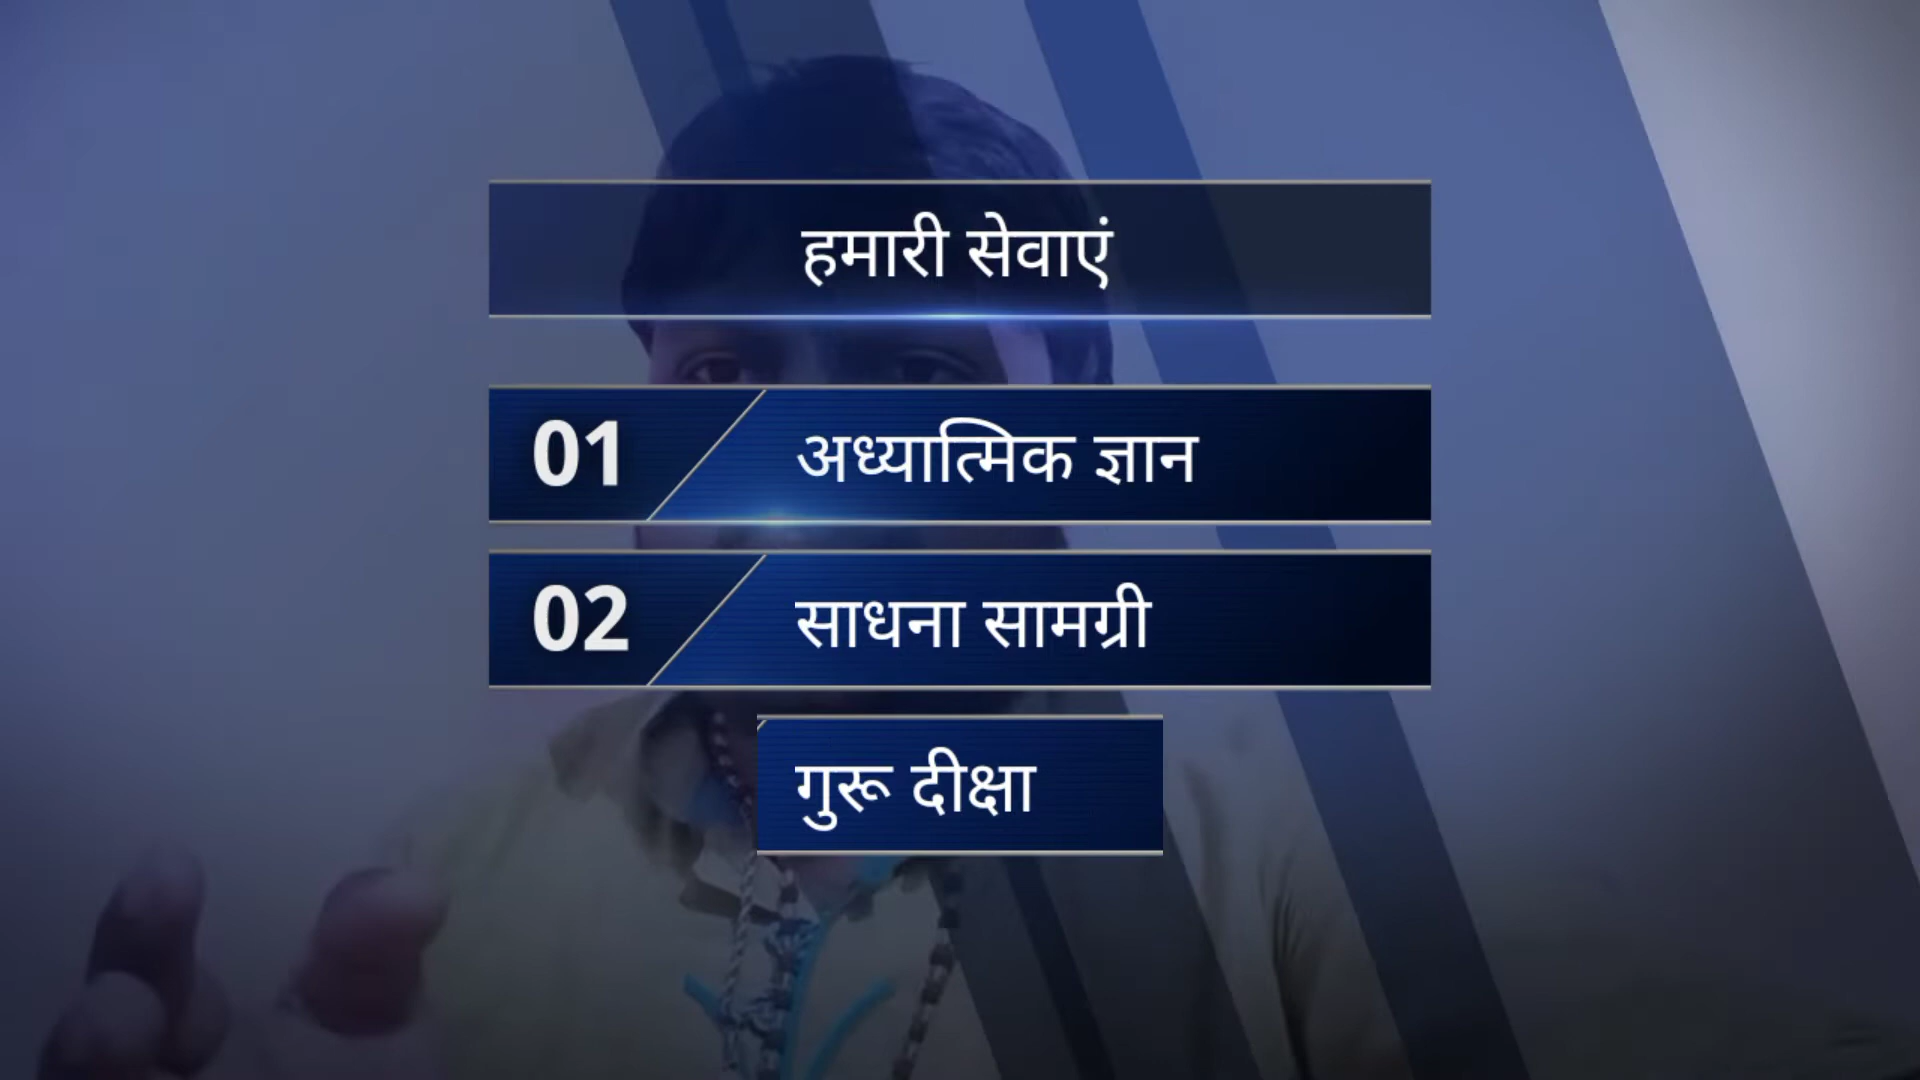 हमारी सेवाएं
01 अध्यात्मिक ज्ञान
02 साधना सामग्री
गुरू दीक्षा